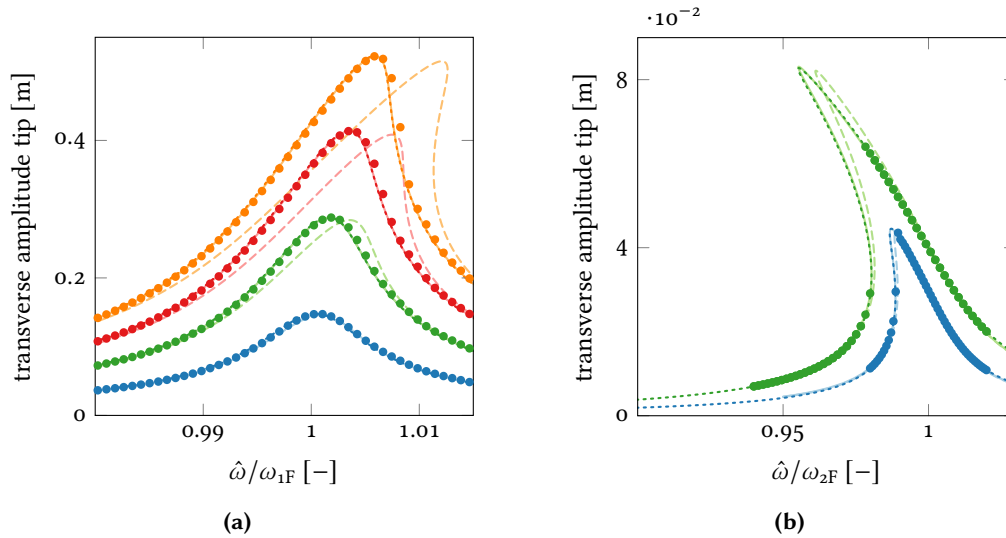 0.99
1
1.01
0
0.2
0.4
ω̂/ω₁F [−]
transverse amplitude tip [m]
(a)
·10⁻²
0.95
1
0
4
8
ω̂/ω₂F [−]
transverse amplitude tip [m]
(b)